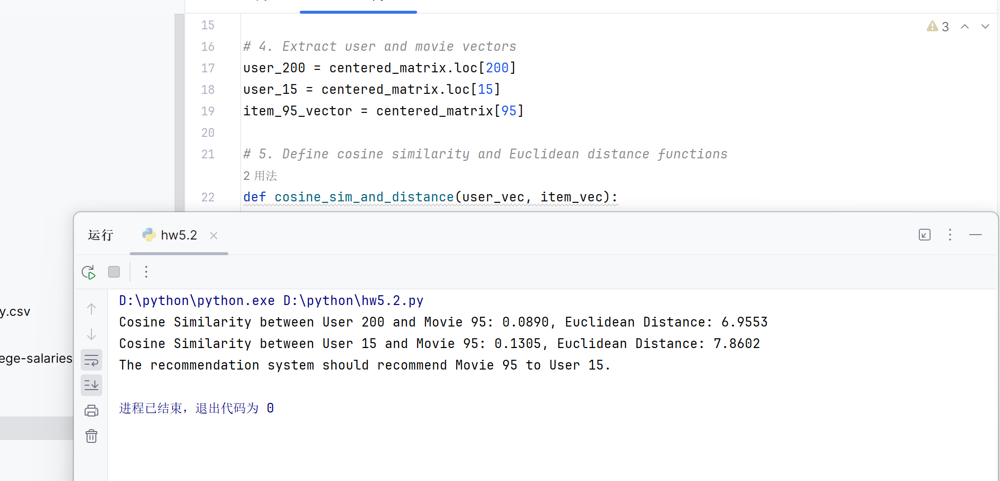 15
16 # 4. Extract user and movie vectors
17 user_200 = centered_matrix.loc[200]
18 user_15 = centered_matrix.loc[15]
19 item_95_vector = centered_matrix[95]
20
21 # 5. Define cosine similarity and Euclidean distance functions
2 用法
22 def cosine_sim_and_distance(user_vec, item_vec):
3
运行 hw5.2
D:\python\python.exe D:\python\hw5.2.py
Cosine Similarity between User 200 and Movie 95: 0.0890, Euclidean Distance: 6.9553
Cosine Similarity between User 15 and Movie 95: 0.1305, Euclidean Distance: 7.8602
The recommendation system should recommend Movie 95 to User 15.
进程已结束，退出代码为 0
y.csv
ege-salaries